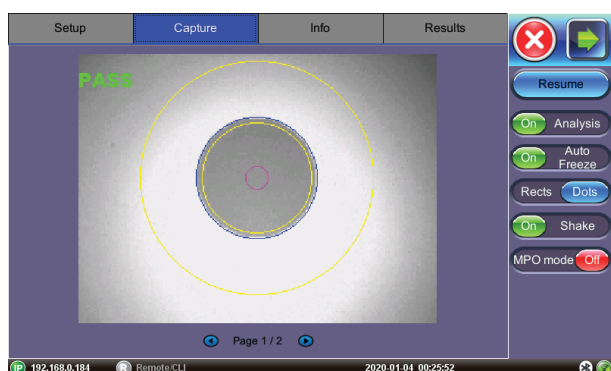 Setup Capture Info Results
PASS
Resume
On Analysis
On Auto Freeze
Rects Dots
On Shake
MPO mode Off
Page 1 / 2
IP 192.168.0.184 R Remote/CLI 2020-01-04 00:25:52